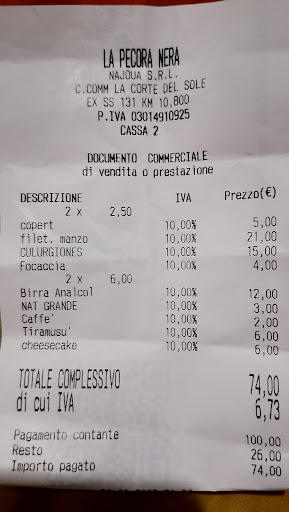 LA PECORA NERA
NAJOUA S.R.L.
C.COMM LA CORTE DEL SOLE
EX SS 131 KM 10,800
P.IVA 03014910925
CASSA 2
DOCUMENTO COMMERCIALE
di vendita o prestazione
DESCRIZIONE IVA Prezzo(€)
2 x 2,50
copert 10,00% 5,00
filet. manzo 10,00% 21,00
CULURGIONES 10,00% 15,00
Focaccia 10,00% 4,00
2 x 6,00
Birra Analcol 10,00% 12,00
NAT GRANDE 10,00% 3,00
Caffe' 10,00% 2,00
Tiramusu' 10,00% 6,00
cheesecake 10,00% 6,00
TOTALE COMPLESSIVO 74,00
di cui IVA 6,73
Pagamento contante 100,00
Resto 26,00
Importo pagato 74,00